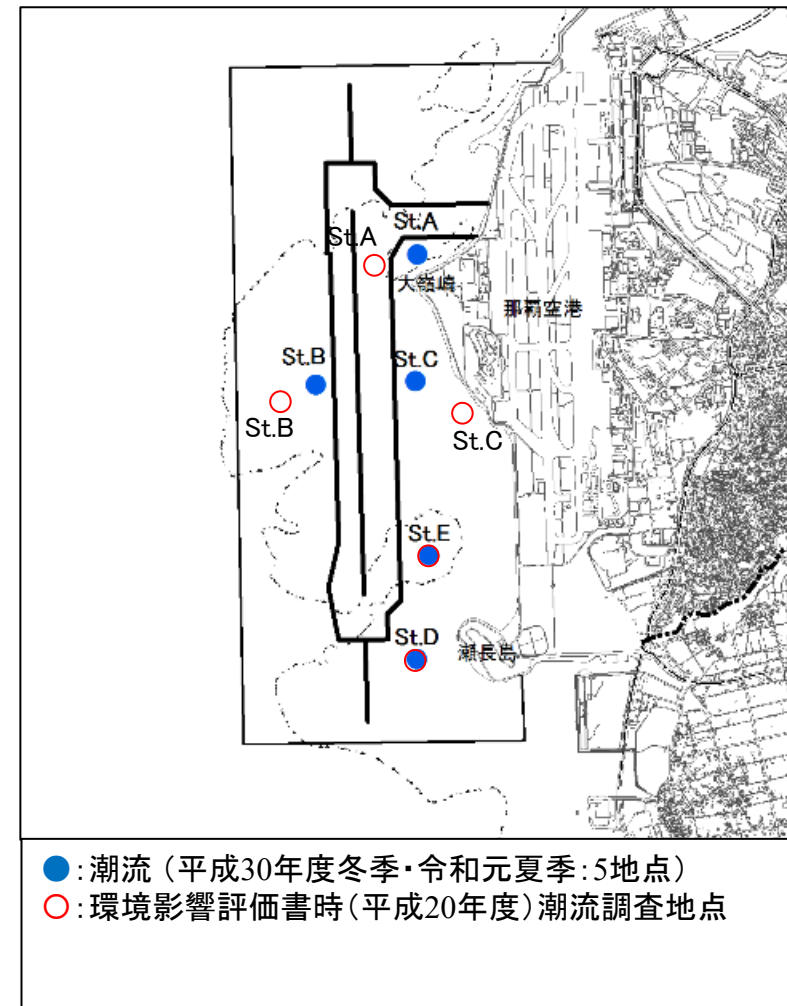 St.A
St.A
大嶺崎
那覇空港
St.B
St.C
St.B
St.C
St.E
St.D
瀬長島
●:潮流（平成30年度冬季・令和元夏季:5地点）
○:環境影響評価書時(平成20年度)潮流調査地点